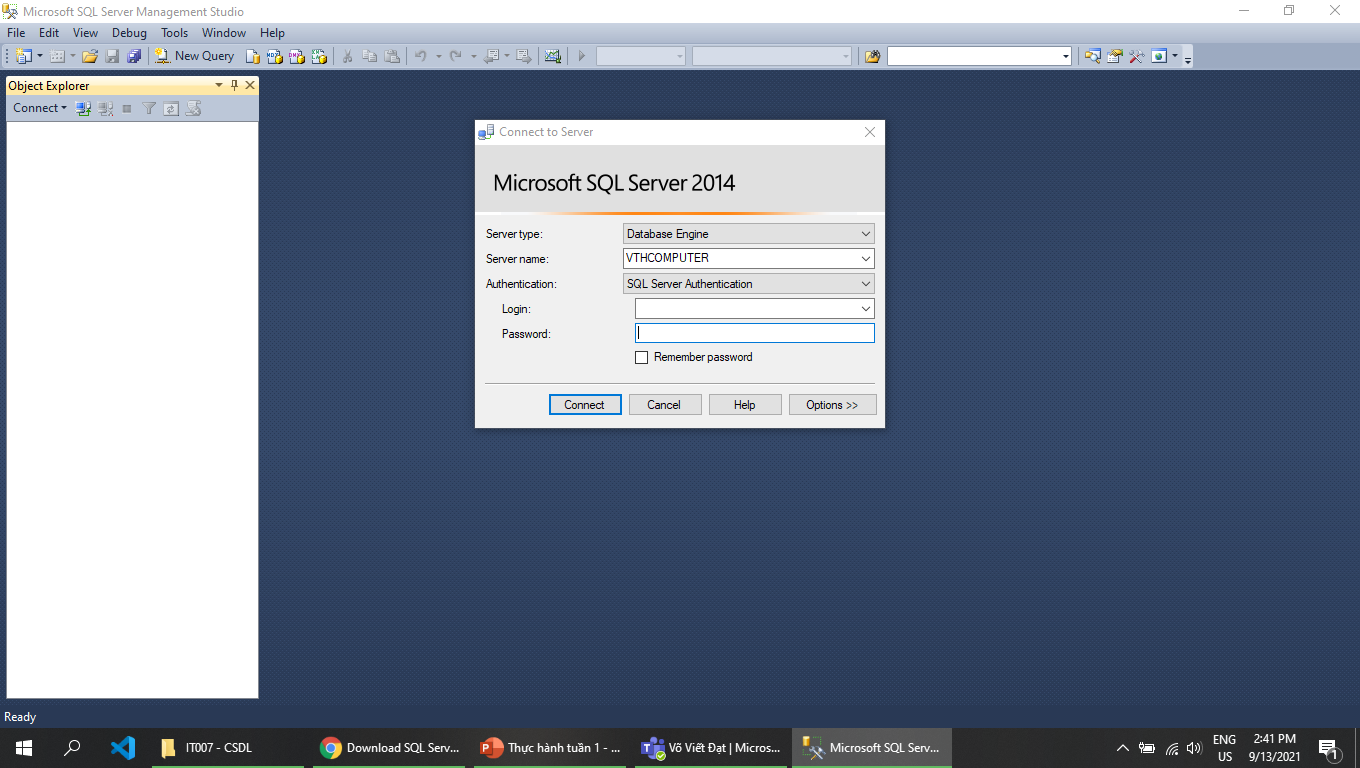 Microsoft SQL Server Management Studio
File Edit View Debug Tools Window Help
New Query
Object Explorer
Connect
Connect to Server
Microsoft SQL Server 2014
Server type: Database Engine
Server name: VTHCOMPUTER
Authentication: SQL Server Authentication
Login:
Password:
Remember password
Connect Cancel Help Options >>
Ready
IT007 - CSDL
Download SQL Serv...
Thực hành tuần 1 - ...
Võ Viết Đạt | Micros...
Microsoft SQL Serv...
ENG
US
2:41 PM
9/13/2021
1